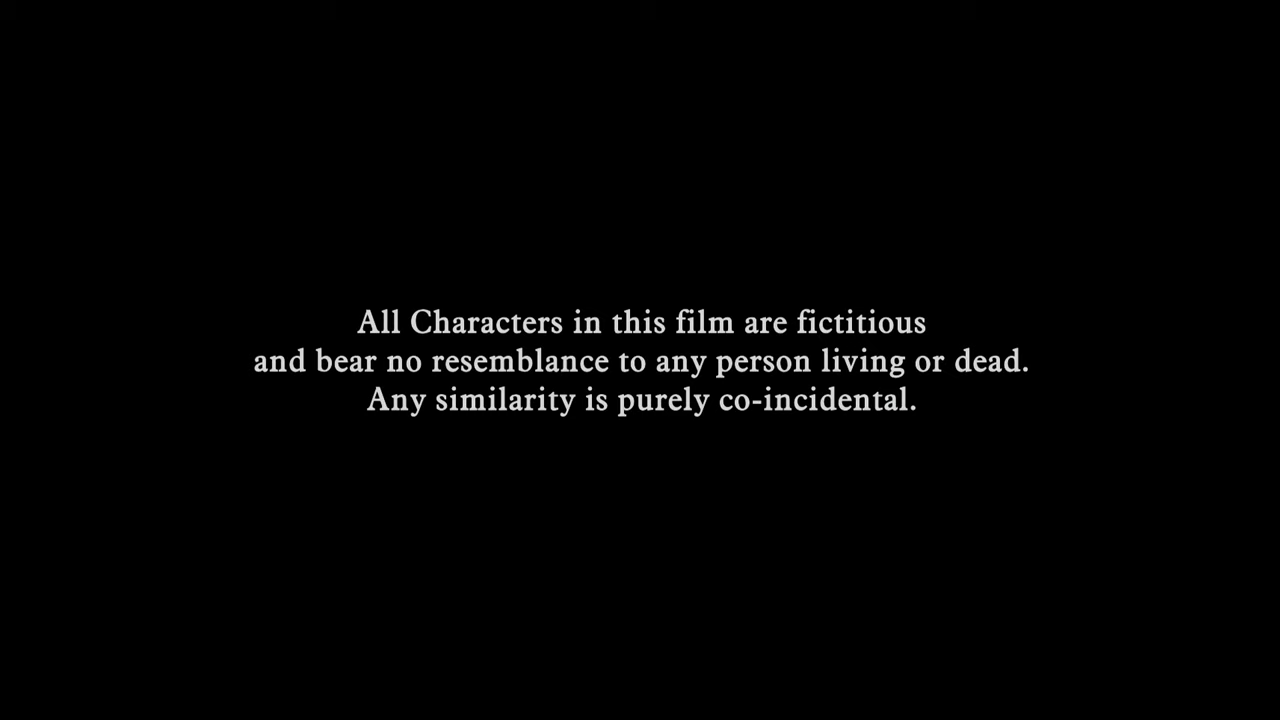 All Characters in this film are fictitious
and bear no resemblance to any person living or dead.
Any similarity is purely co-incidental.